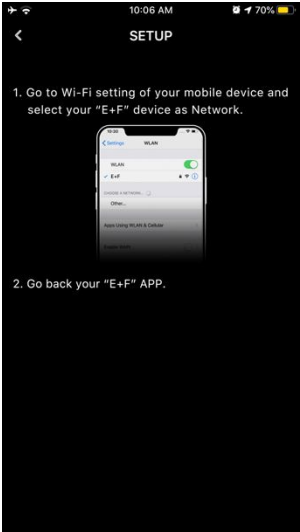 10:06 AM
70%
SETUP
1. Go to Wi-Fi setting of your mobile device and
select your "E+F" device as Network.
10:30
Settings
WLAN
WLAN
E+F
CHOOSE A NETWORK...
Other...
Apps Using WLAN & Cellular
2. Go back your "E+F" APP.